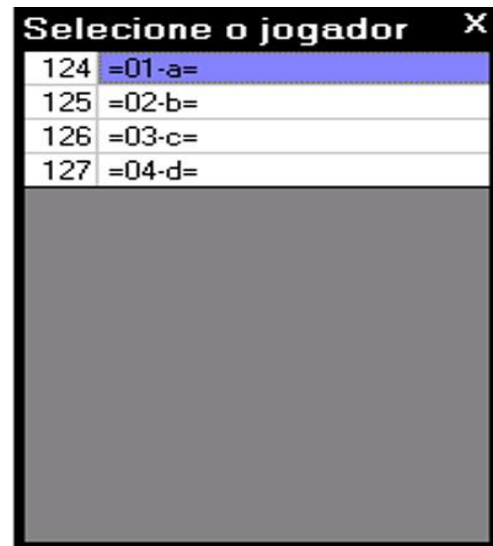 Selecione o jogador X
124 =01-a=
125 =02-b=
126 =03-c=
127 =04-d=